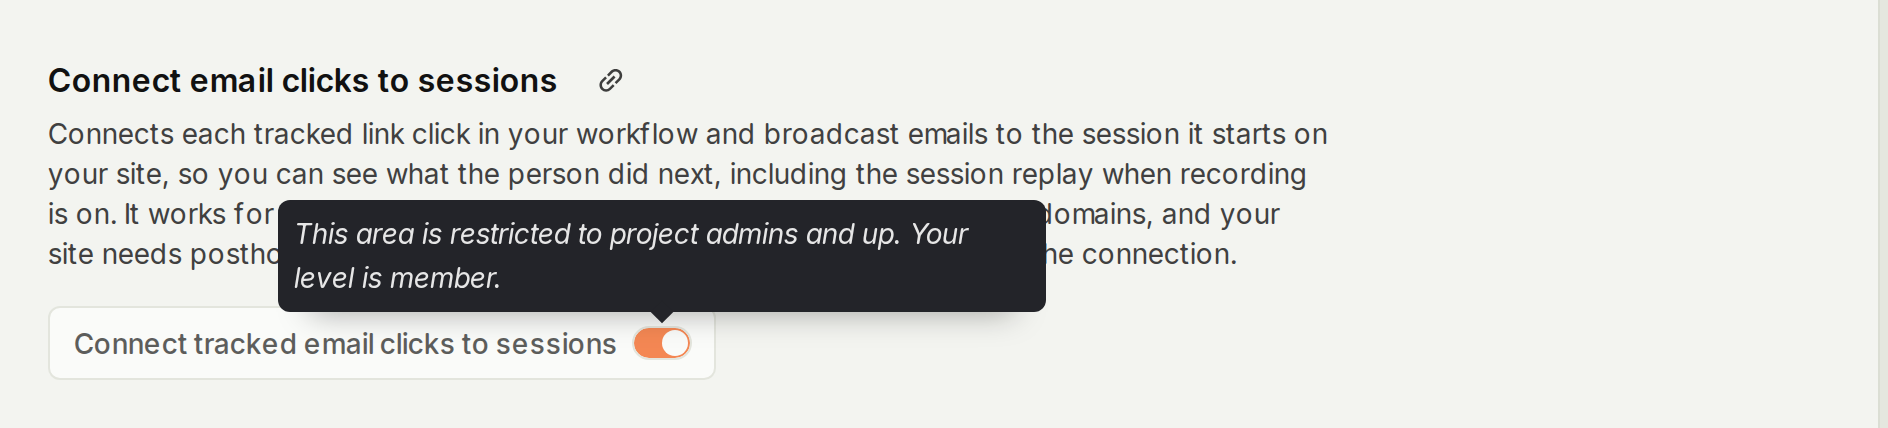 Connect email clicks to sessions
Connects each tracked link click in your workflow and broadcast emails to the session it starts on
your site, so you can see what the person did next, including the session replay when recording
is on. It works for domains, and your
This area is restricted to project admins and up. Your
level is member.
site needs connection.
Connect tracked email clicks to sessions